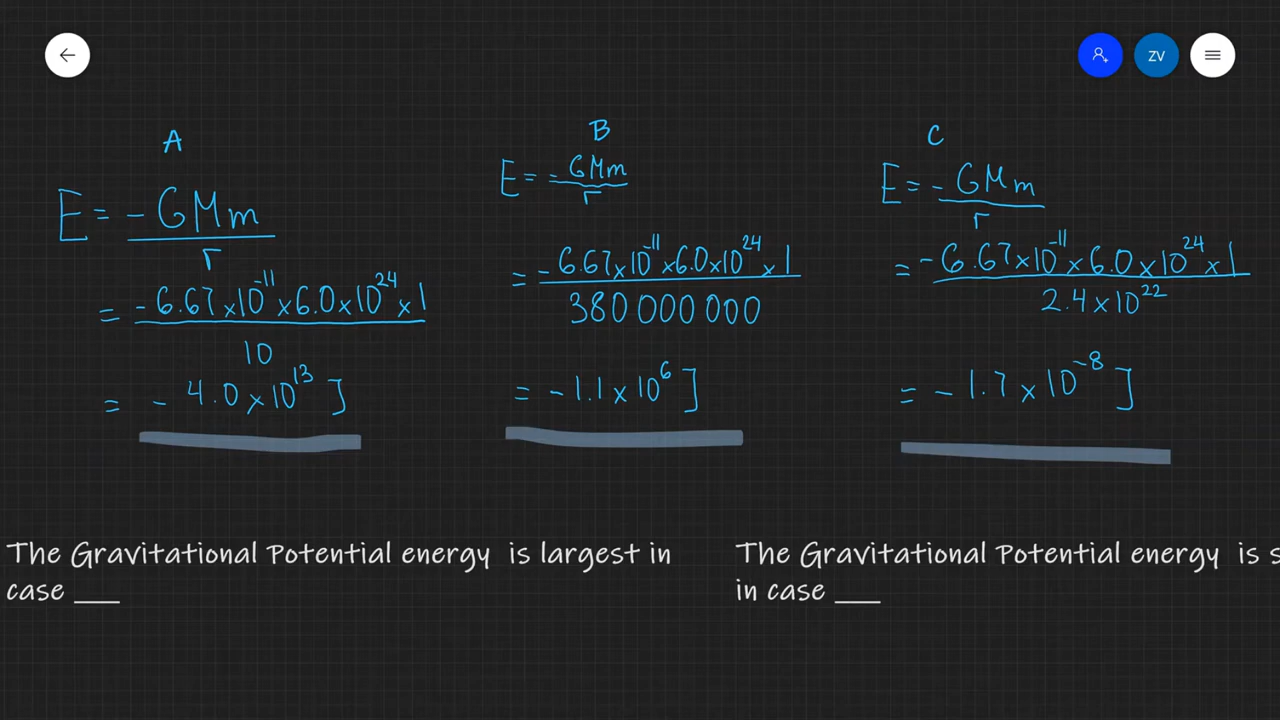 ZV
A
E = -GMm/r
= -6.67x10^-11 x 6.0x10^24 x 1/10
= -4.0x10^13 J
B
E = -GMm/r
= -6.67x10^-11 x 6.0x10^24 x 1/380 000 000
= -1.1x10^6 J
C
E = -GMm/r
= -6.67x10^-11 x 6.0x10^24 x 1/2.4x10^22
= -1.7x10^-8 J
The Gravitational Potential energy is largest in
case ___
The Gravitational Potential energy is s
in case ___